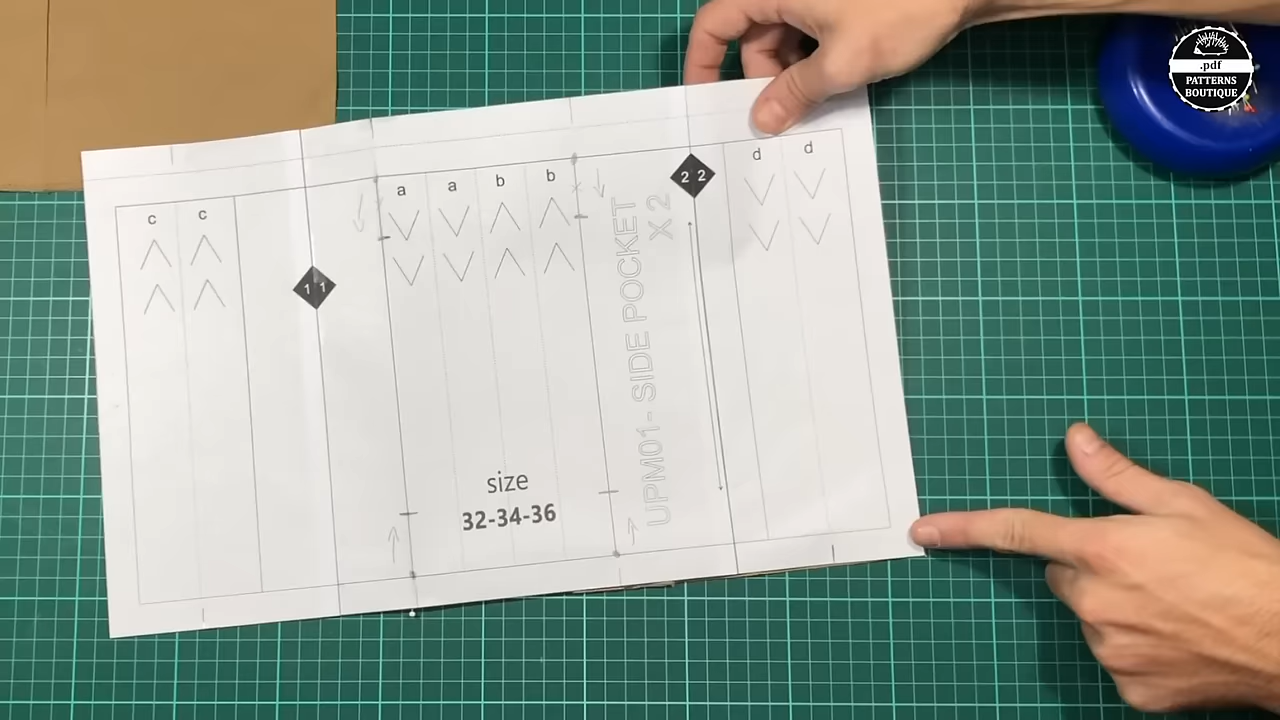 .pdf
PATTERNS
BOUTIQUE
c c
a a b b
d d
1 1
2 2
UPM01- SIDE POCKET
X 2
size
32-34-36